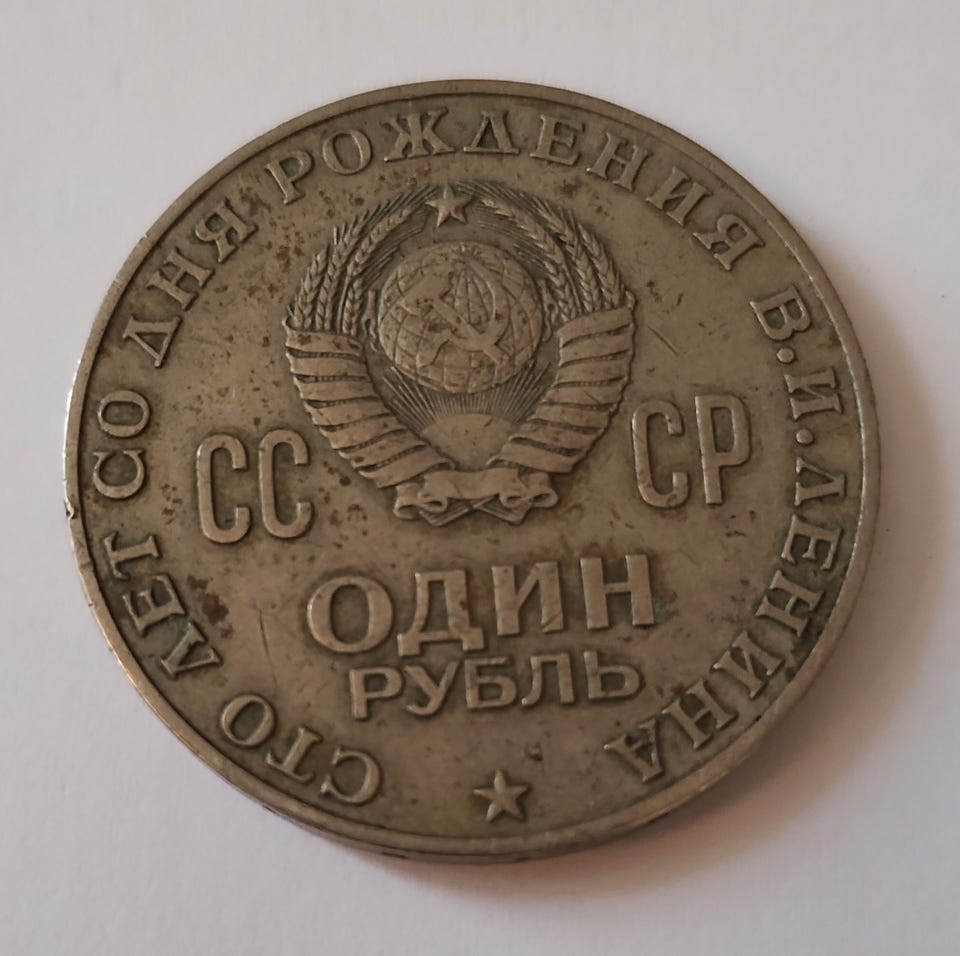 СТО ЛЕТ СО ДНЯ РОЖДЕНИЯ В.И.ЛЕНИНА
СС СР
ОДИН
РУБЛЬ